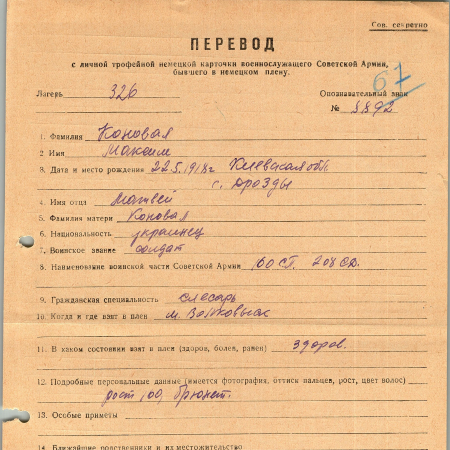 Сов. секретно
ПЕРЕВОД
с личной трофейной немецкой карточки военнослужащего Советской Армии,
бывшего в немецком плену.
67
Лагерь 326 Опознавательный знак
№ 8892
1. Фамилия Коновал
2. Имя Максим
3. Дата и место рождения 22.5.1918г Киевская обл.
с. Дрозды
4. Имя отца Матвей
5. Фамилия матери Коновал
6. Национальность украинец
7. Воинское звание солдат
8. Наименование воинской части Советской Армии 160 ст. 208
9. Гражданская специальность слесарь
10. Когда и где взят в плен м. Волковыск
11. В каком состоянии взят в плен (здоров, болен, ранен) здоров.
12. Подробные персональные данные (имеется фотография, оттиск пальцев, рост, цвет волос)
рост брюнет.
13. Особые приметы
14. Ближайшие родственники и их местожительство